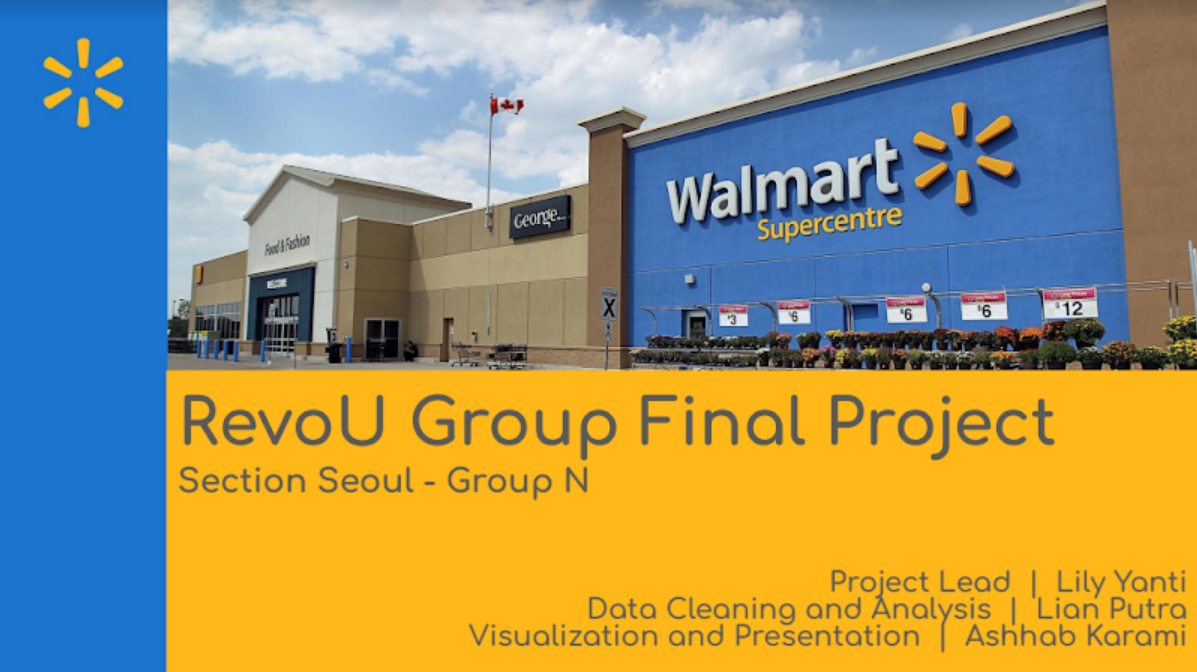 Walmart
Supercentre
George
Food & Fashion
WELCOME
X
$3
$6
$6
$6
$12
RevoU Group Final Project
Section Seoul - Group N
Project Lead | Lily Yanti
Data Cleaning and Analysis | Lian Putra
Visualization and Presentation | Ashhab Karami